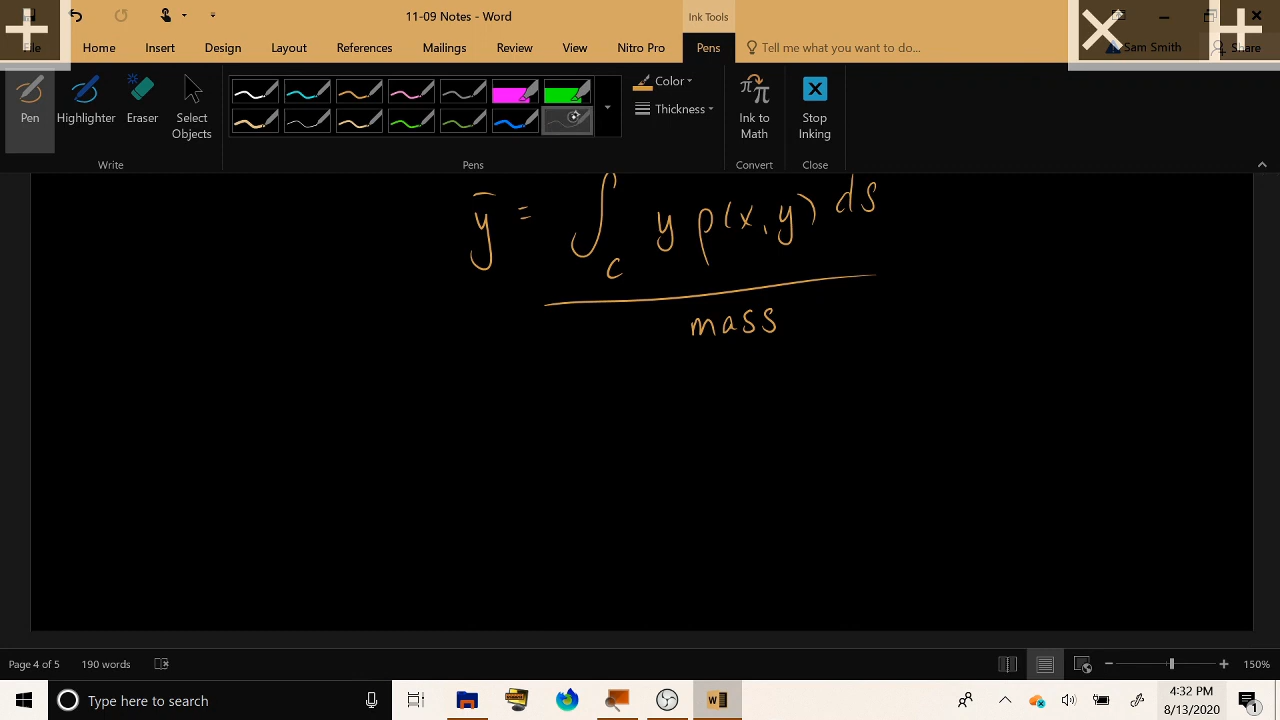 11-09 Notes - Word
Ink Tools
File Home Insert Design Layout References Mailings Review View Nitro Pro Pens Tell me what you want to do... Sam Smith Share
Pen Highlighter Eraser Select Objects
Color
Thickness
Ink to Math
Stop Inking
Write Pens Convert Close
ȳ = ∫_C y ρ(x, y) ds
mass
Page 4 of 5 190 words 150%
Type here to search
4:32 PM
8/13/2020
1